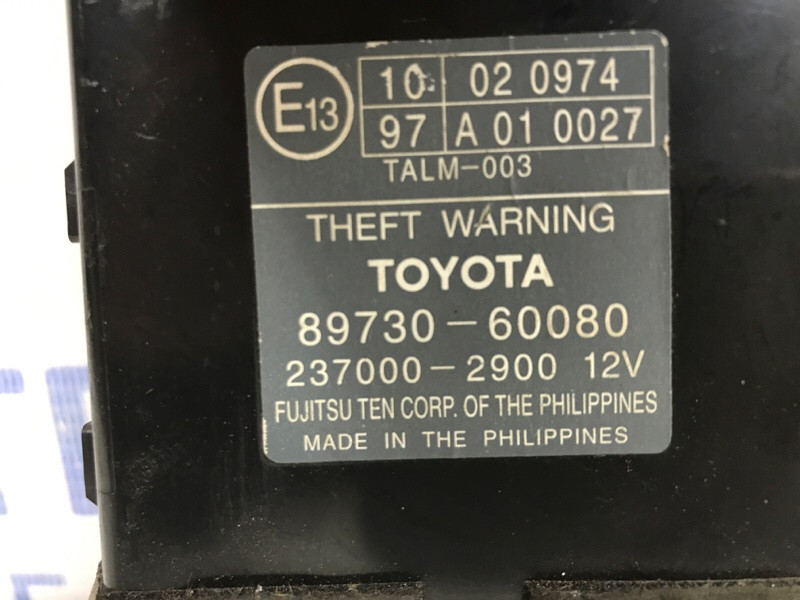 E13
10 02 0974
97 A 01 0027
TALM-003
THEFT WARNING
TOYOTA
89730-60080
237000-2900 12V
FUJITSU TEN CORP. OF THE PHILIPPINES
MADE IN THE PHILIPPINES